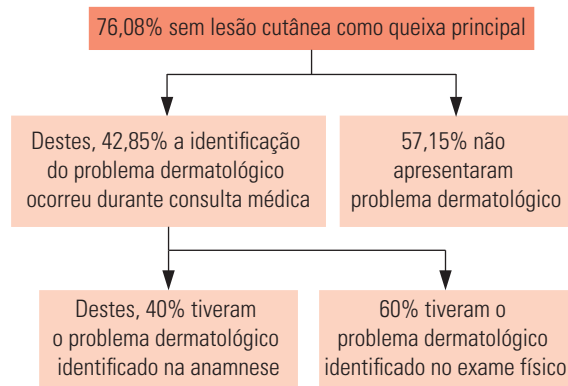 76,08% sem lesão cutânea como queixa principal
Destes, 42,85% a identificação
do problema dermatológico
ocorreu durante consulta médica
57,15% não
apresentaram
problema dermatológico
Destes, 40% tiveram
o problema dermatológico
identificado na anamnese
60% tiveram o
problema dermatológico
identificado no exame físico